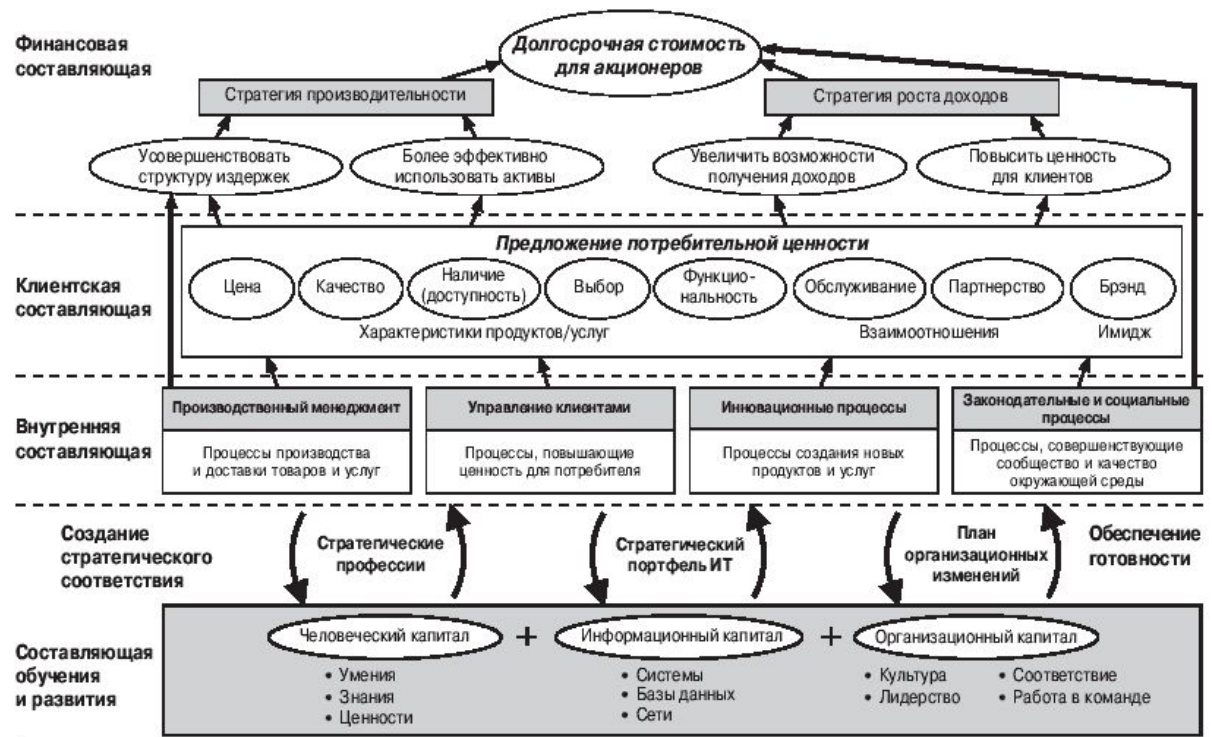 Финансовая
составляющая
Долгосрочная стоимость
для акционеров
Стратегия производительности
Стратегия роста доходов
Усовершенствовать
структуру издержек
Более эффективно
использовать активы
Увеличить возможности
получения доходов
Повысить ценность
для клиентов
Клиентская
составляющая
Предложение потребительной ценности
Цена
Качество
Наличие
(доступность)
Выбор
Функцио-
нальность
Обслуживание
Партнерство
Брэнд
Характеристики продуктов/услуг
Взаимоотношения
Имидж
Внутренняя
составляющая
Производственный менеджмент
Процессы производства
и доставки товаров и услуг
Управление клиентами
Процессы, повышающие
ценность для потребителя
Инновационные процессы
Процессы создания новых
продуктов и услуг
Законодательные и социальные
процессы
Процессы, совершенствующие
сообщество и качество
окружающей среды
Создание
стратегического
соответствия
Стратегические
профессии
Стратегический
портфель ИТ
План
организационных
изменений
Обеспечение
готовности
Составляющая
обучения
и развития
Человеческий капитал
+
Информационный капитал
+
Организационный капитал
• Умения
• Знания
• Ценности
• Системы
• Базы данных
• Сети
• Культура
• Лидерство
• Соответствие
• Работа в команде